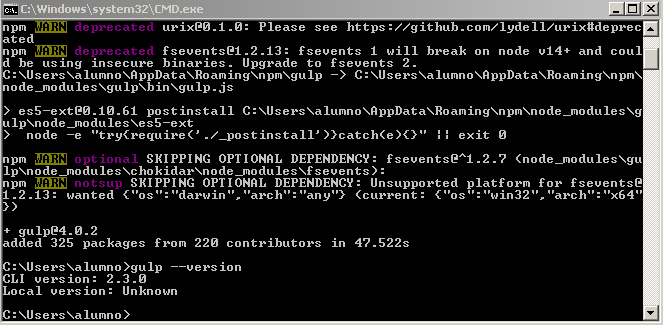 C:\Windows\system32\CMD.exe
npm WARN deprecated urix@0.1.0: Please see https://github.com/lydell/urix#deprec
ated
npm WARN deprecated fsevents@1.2.13: fsevents 1 will break on node v14+ and coul
d be using insecure binaries. Upgrade to fsevents 2.
C:\Users\alumno\AppData\Roaming\npm\gulp -> C:\Users\alumno\AppData\Roaming\npm\
node_modules\gulp\bin\gulp.js
> es5-ext@0.10.61 postinstall C:\Users\alumno\AppData\Roaming\npm\node_modules\g
ulp\node_modules\es5-ext
>  node -e "try{require('./_postinstall')}catch(e){}" || exit 0
npm WARN optional SKIPPING OPTIONAL DEPENDENCY: fsevents@^1.2.7 (node_modules\gu
lp\node_modules\chokidar\node_modules\fsevents):
npm WARN notsup SKIPPING OPTIONAL DEPENDENCY: Unsupported platform for fsevents@
1.2.13: wanted {"os":"darwin","arch":"any"} (current: {"os":"win32","arch":"x64"
})
+ gulp@4.0.2
added 325 packages from 220 contributors in 47.522s
C:\Users\alumno>gulp --version
CLI version: 2.3.0
Local version: Unknown
C:\Users\alumno>